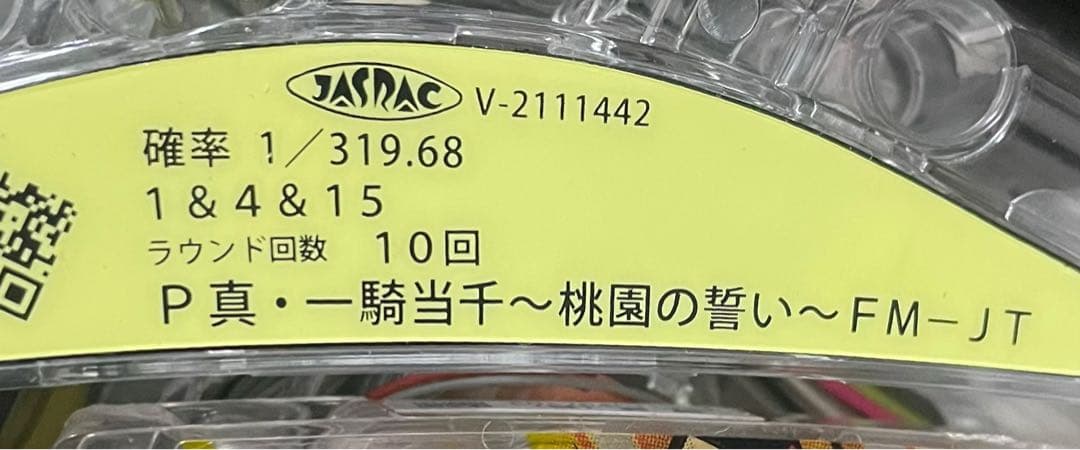 JASRAC V-2111442
確率 1/319.68
1&4&15
ラウンド回数 10回
P真・一騎当千~桃園の誓い~FM-JT